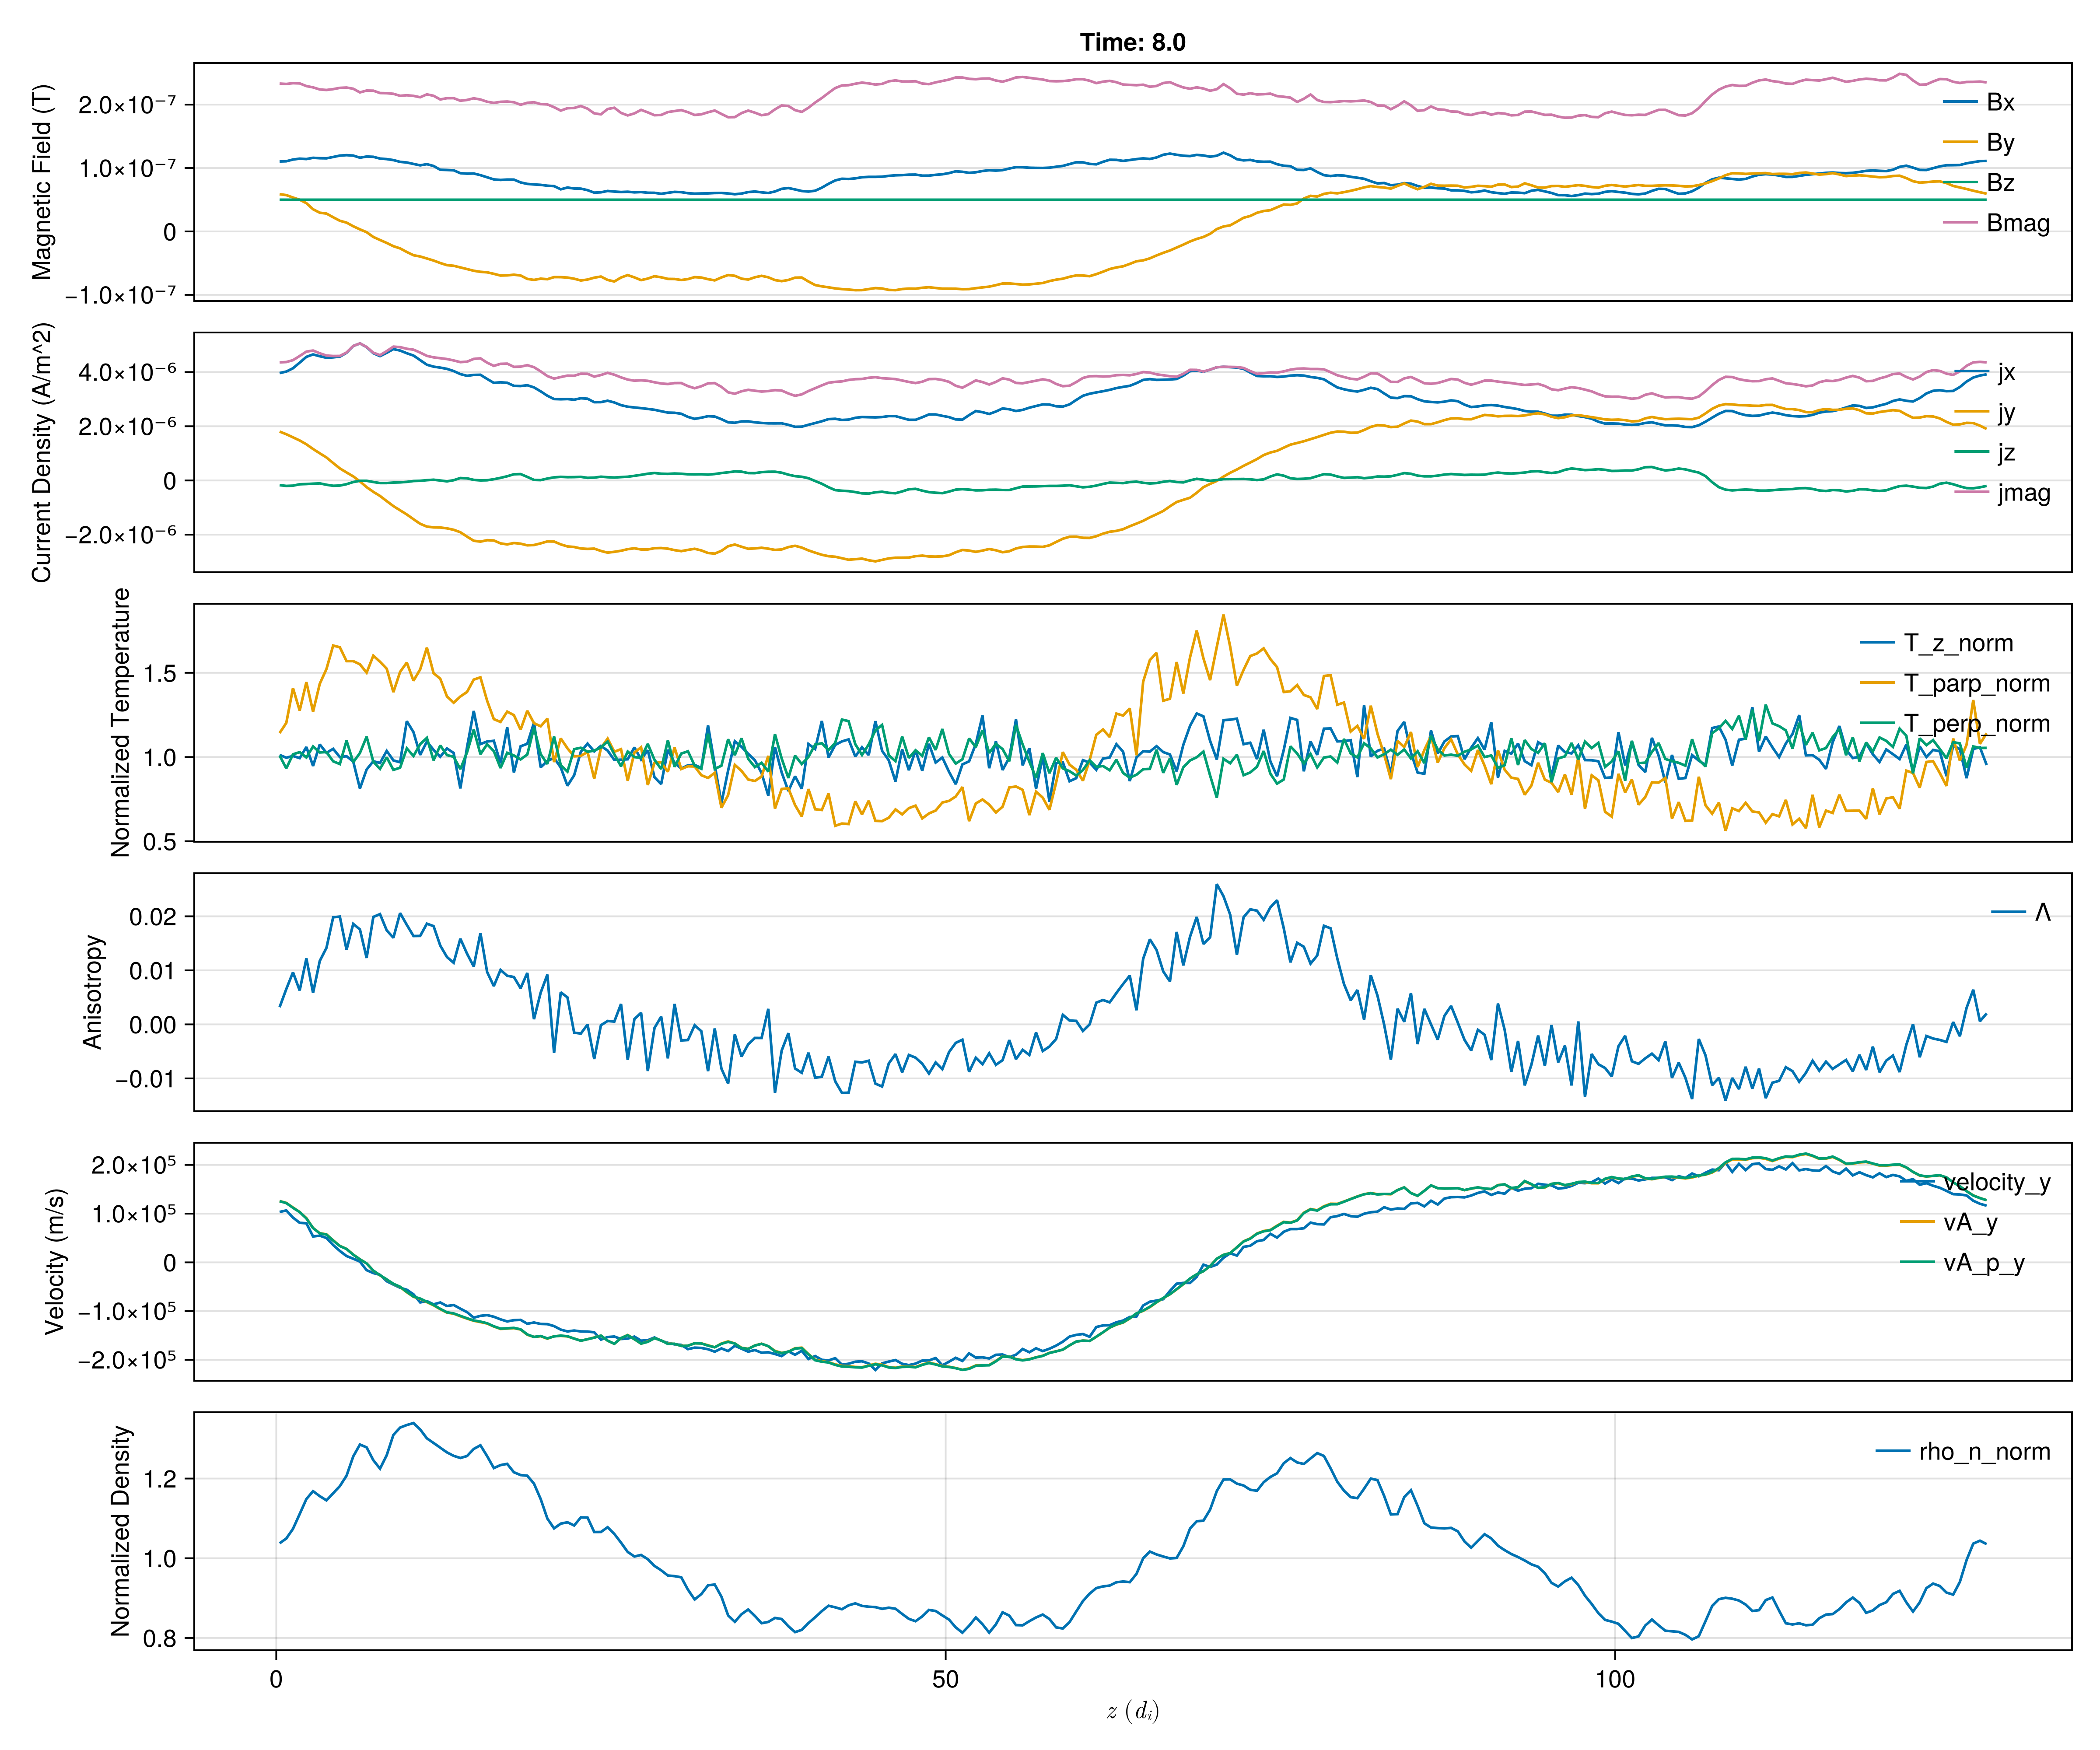 Time: 8.0
Magnetic Field (T)
2.0×10⁻⁷
1.0×10⁻⁷
0
−1.0×10⁻⁷
Bx
By
Bz
Bmag
Current Density (A/m^2)
4.0×10⁻⁶
2.0×10⁻⁶
0
−2.0×10⁻⁶
jx
jy
jz
jmag
Normalized Temperature
1.5
1.0
0.5
T_z_norm
T_parp_norm
T_perp_norm
Anisotropy
0.02
0.01
0.00
−0.01
Λ
Velocity (m/s)
2.0×10⁵
1.0×10⁵
0
−1.0×10⁵
−2.0×10⁵
velocity_y
vA_y
vA_p_y
Normalized Density
1.2
1.0
0.8
rho_n_norm
0 50 100
z (dᵢ)